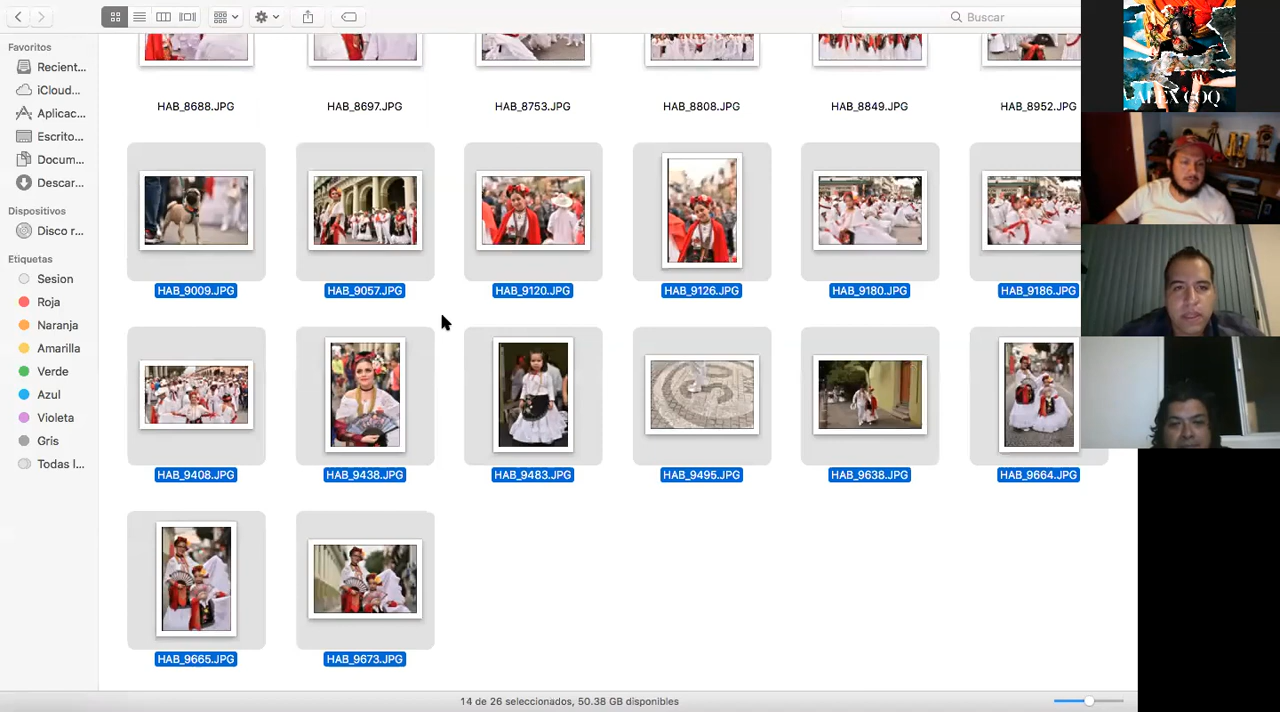 Buscar
Favoritos
Recient...
iCloud...
Aplicac...
Escrito...
Docum...
Descar...
Dispositivos
Disco r...
Etiquetas
Sesion
Roja
Naranja
Amarilla
Verde
Azul
Violeta
Gris
Todas l...
HAB_8688.JPG
HAB_8697.JPG
HAB_8753.JPG
HAB_8808.JPG
HAB_8849.JPG
HAB_8952.JPG
HAB_9009.JPG
HAB_9057.JPG
HAB_9120.JPG
HAB_9126.JPG
HAB_9180.JPG
HAB_9186.JPG
HAB_9408.JPG
HAB_9438.JPG
HAB_9483.JPG
HAB_9495.JPG
HAB_9638.JPG
HAB_9664.JPG
HAB_9665.JPG
HAB_9673.JPG
14 de 26 seleccionados, 50.38 GB disponibles